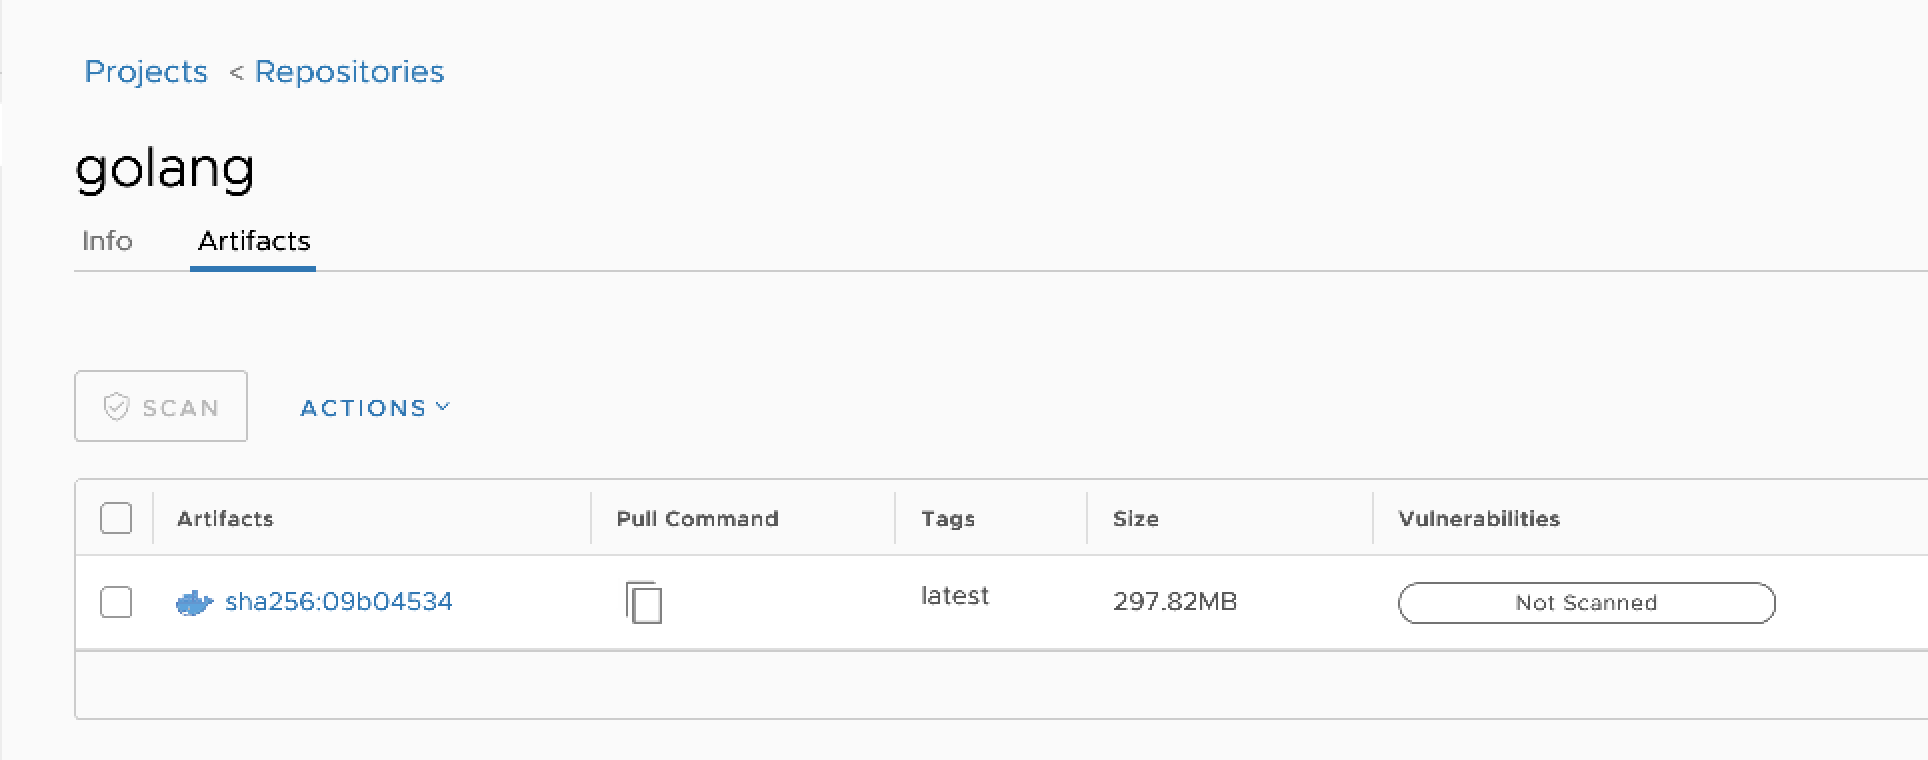 Projects < Repositories
golang
Info Artifacts
SCAN ACTIONS
Artifacts Pull Command Tags Size Vulnerabilities
sha256:09b04534 latest 297.82MB Not Scanned